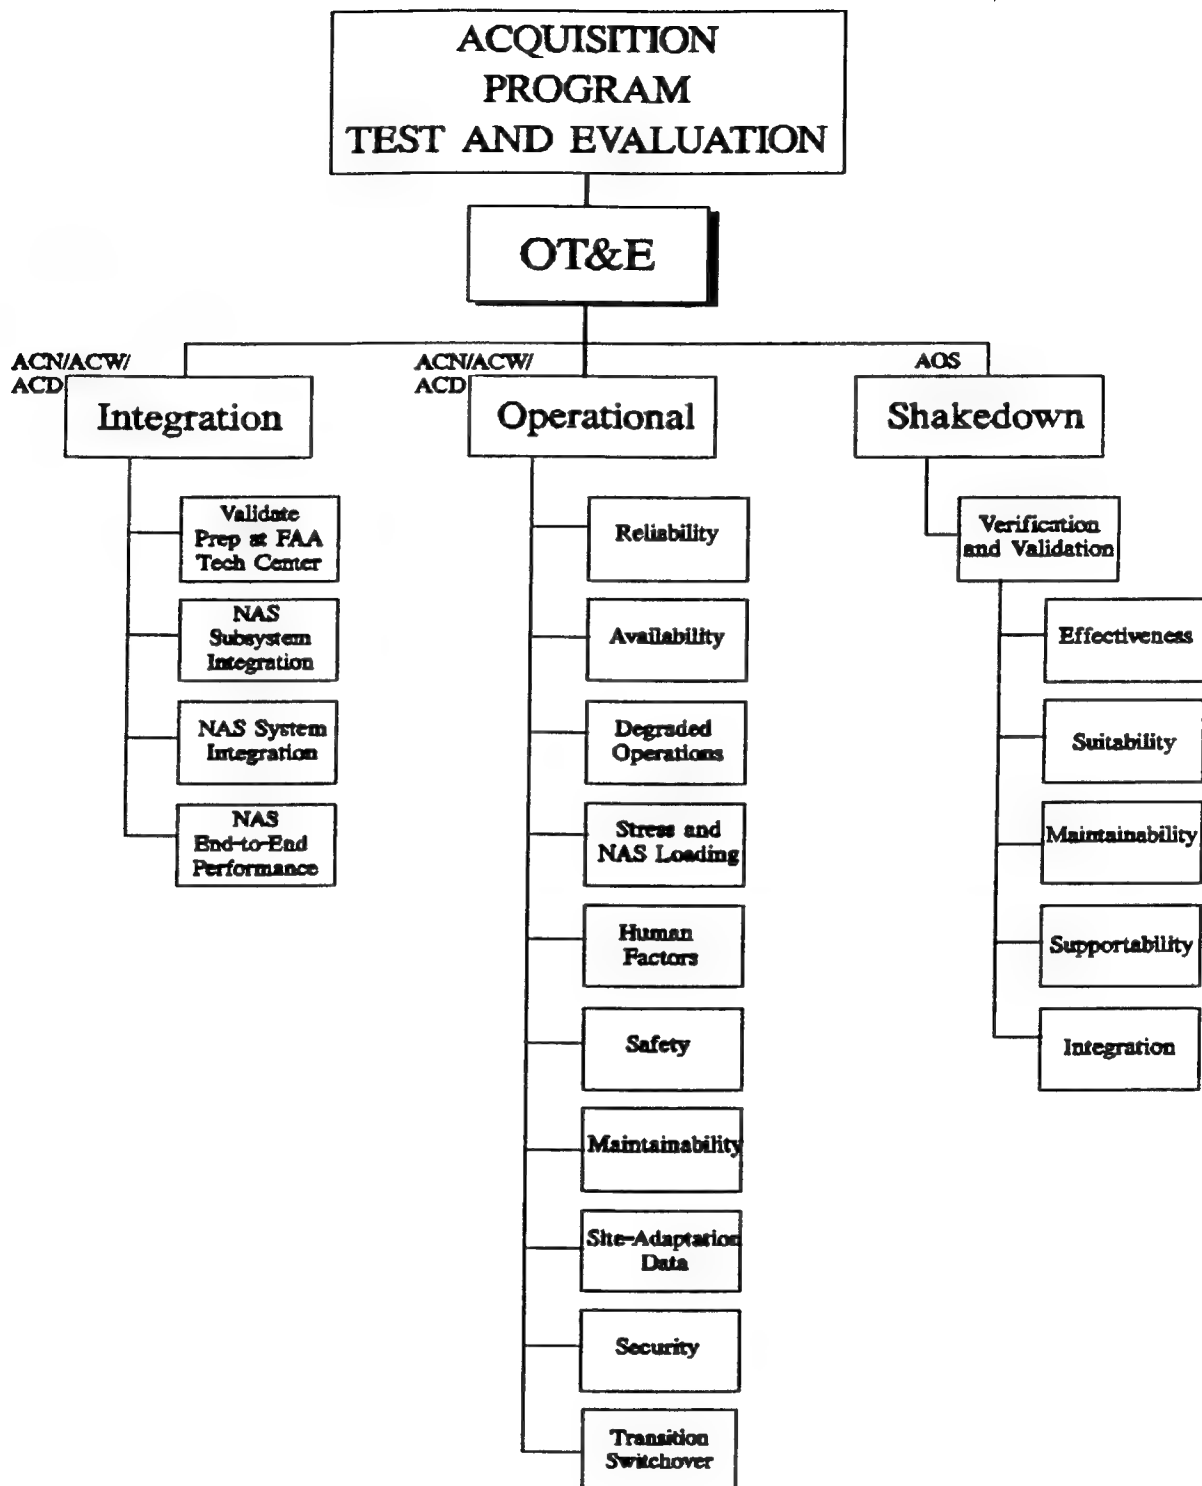 ACQUISITION
PROGRAM
TEST AND EVALUATION
OT&E
ACN/ACW/
ACD
Integration
Validate
Prep at FAA
Tech Center
NAS
Subsystem
Integration
NAS System
Integration
NAS
End-to-End
Performance
ACN/ACW/
ACD
Operational
Reliability
Availability
Degraded
Operations
Stress and
NAS Loading
Human
Factors
Safety
Maintainability
Site-Adaptation
Data
Security
Transition
Switchover
AOS
Shakedown
Verification
and Validation
Effectiveness
Suitability
Maintainability
Supportability
Integration